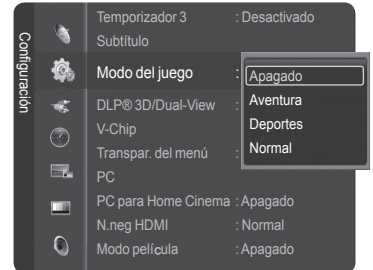 Configuración
Temporizador 3 : Desactivado
Subtítulo
Modo del juego : Apagado
Aventura
Deportes
Normal
DLP® 3D/Dual-View :
V-Chip
Transpar. del menú :
PC
PC para Home Cinema : Apagado
N.neg HDMI : Normal
Modo película : Apagado